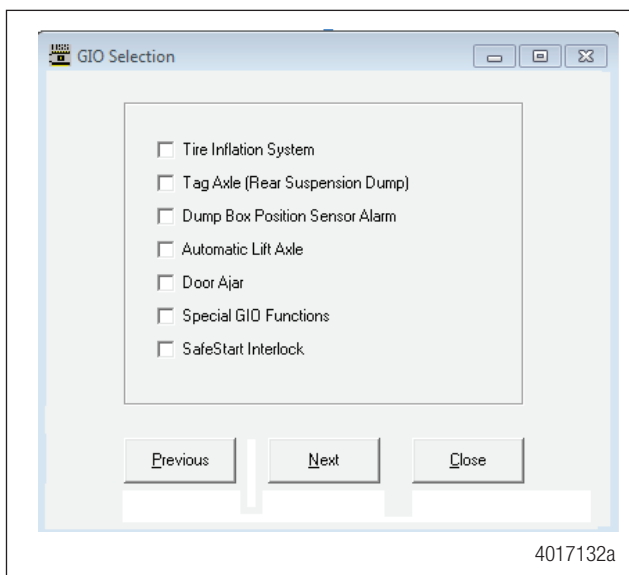 HSS
GIO Selection
Tire Inflation System
Tag Axle (Rear Suspension Dump)
Dump Box Position Sensor Alarm
Automatic Lift Axle
Door Ajar
Special GIO Functions
SafeStart Interlock
Previous Next Close
4017132a